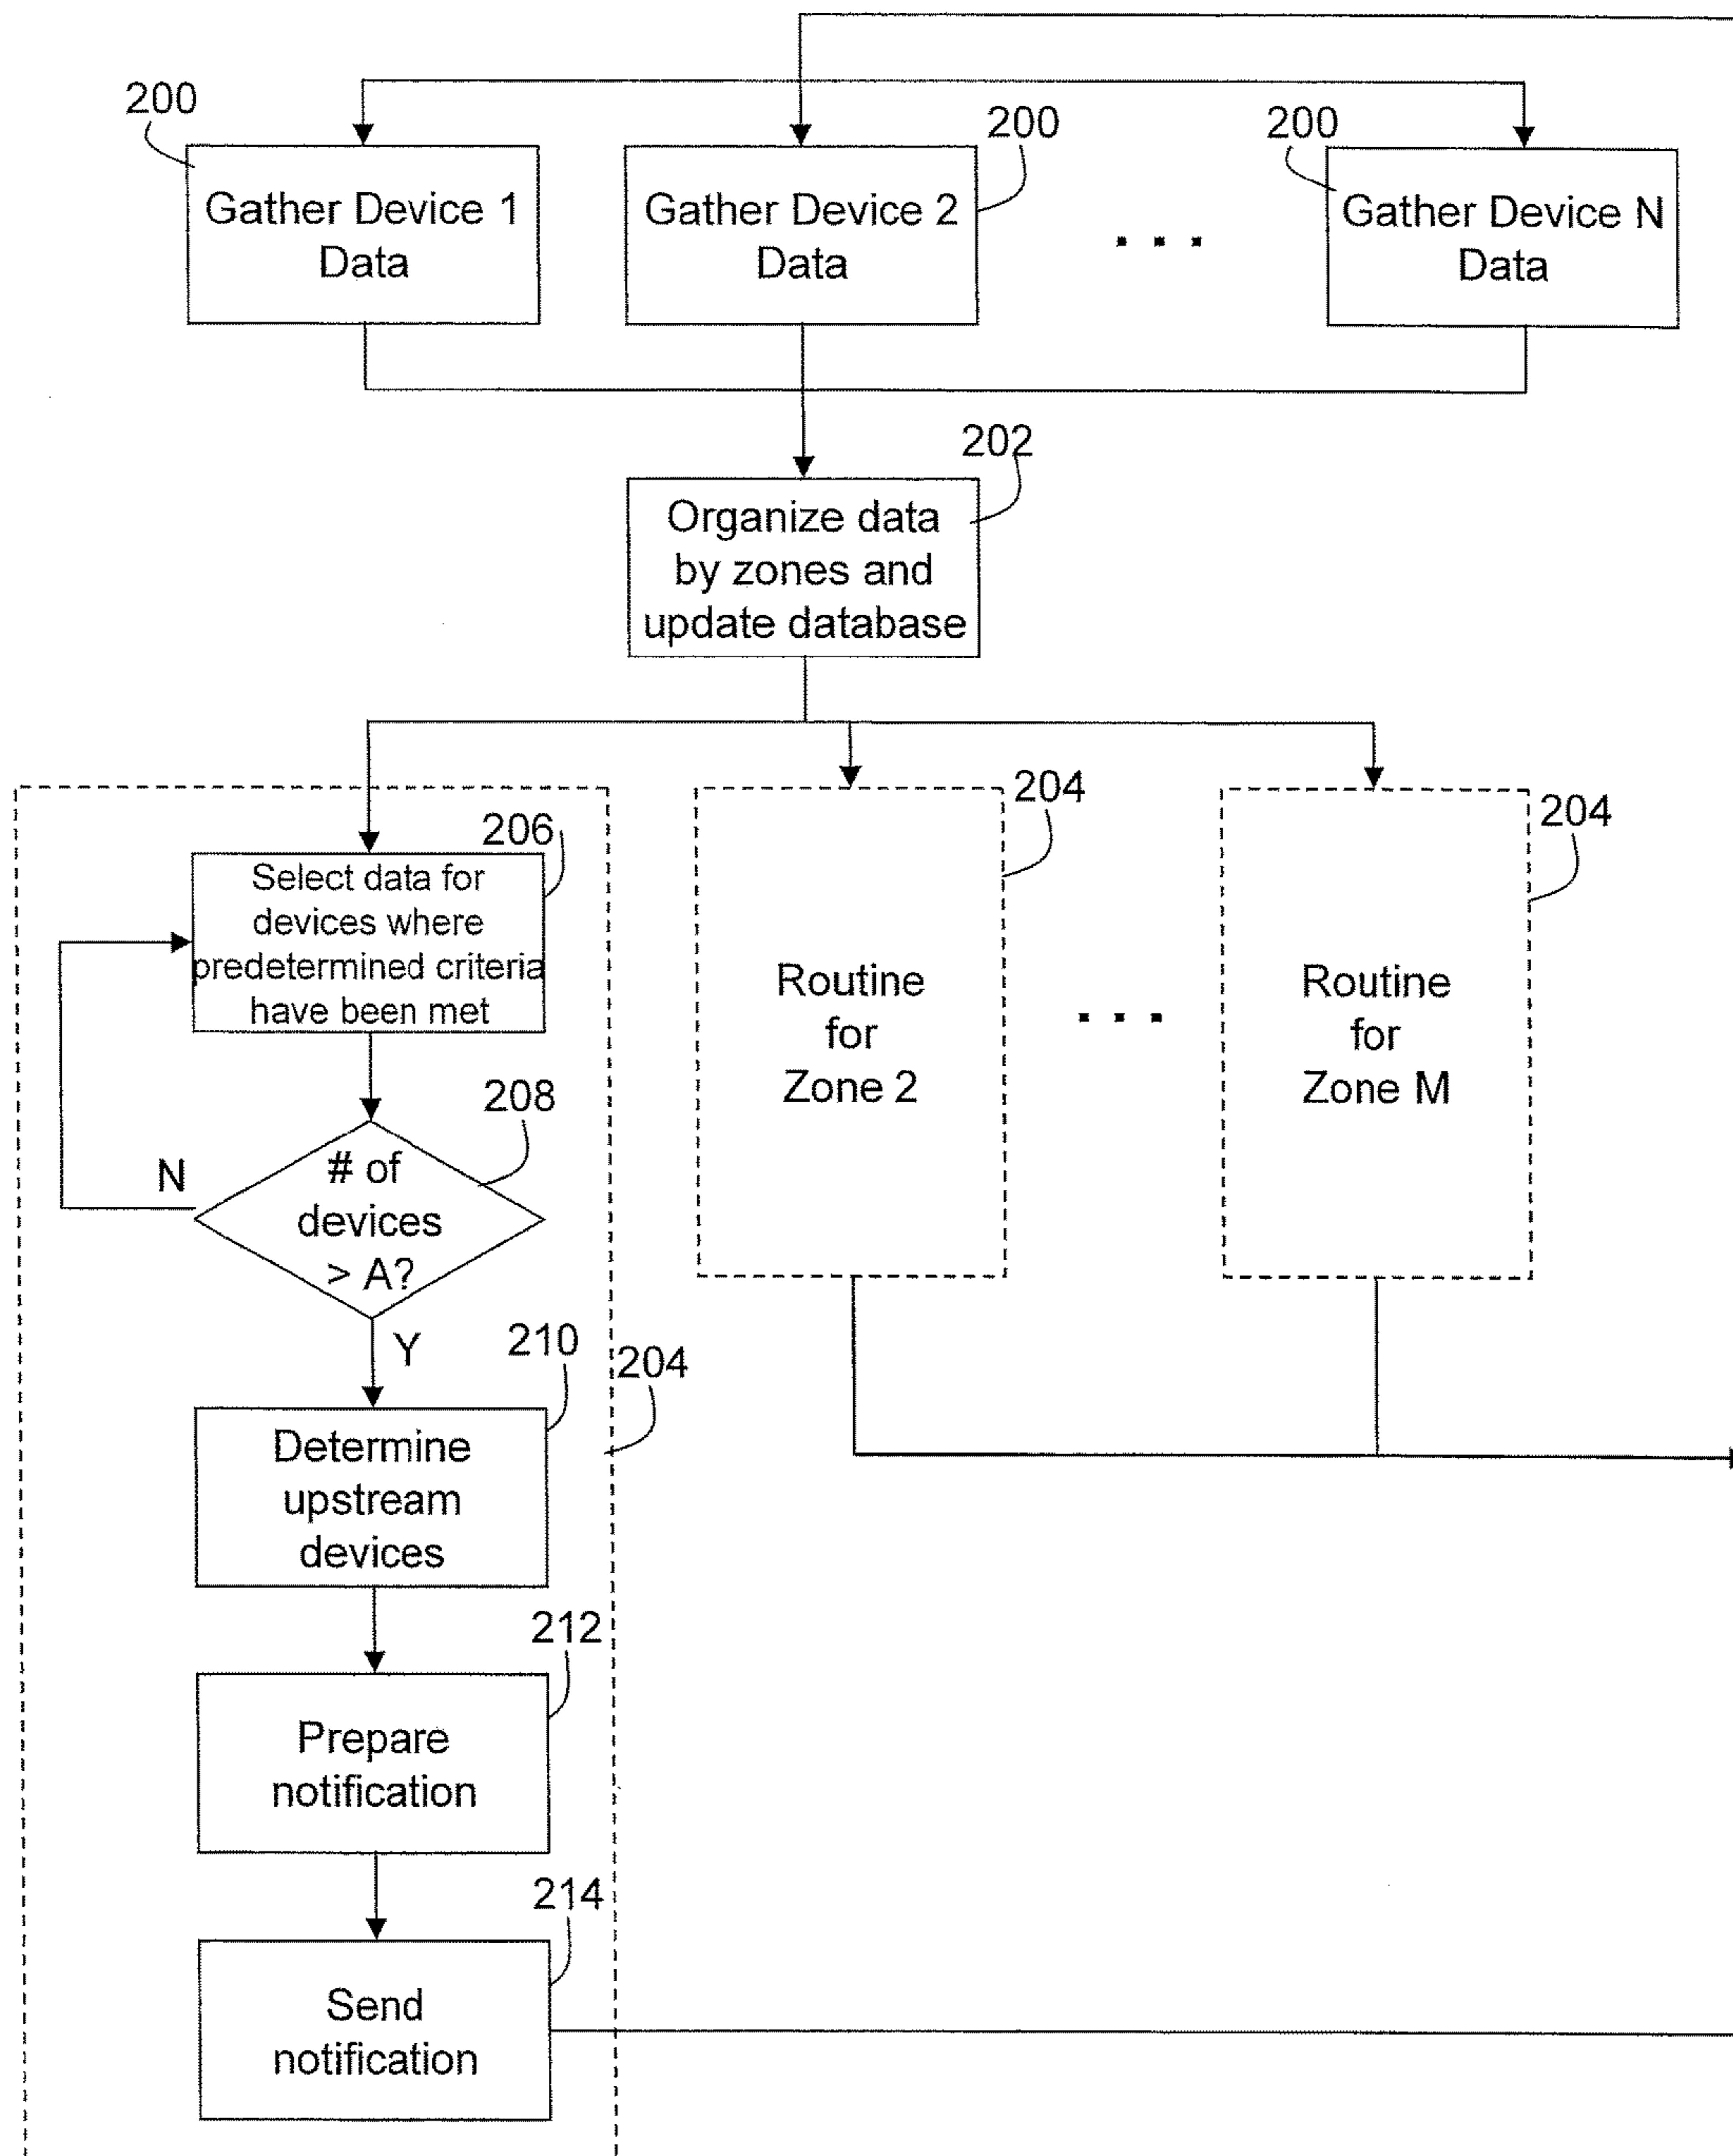 200
200
200
Gather Device 1
Data
Gather Device 2
Data
. . .
Gather Device N
Data
202
Organize data
by zones and
update database
204
204
206
Select data for
devices where
predetermined criteria
have been met
Routine
for
Zone 2
. . .
Routine
for
Zone M
208
N
# of
devices
> A?
Y
210
204
Determine
upstream
devices
212
Prepare
notification
214
Send
notification